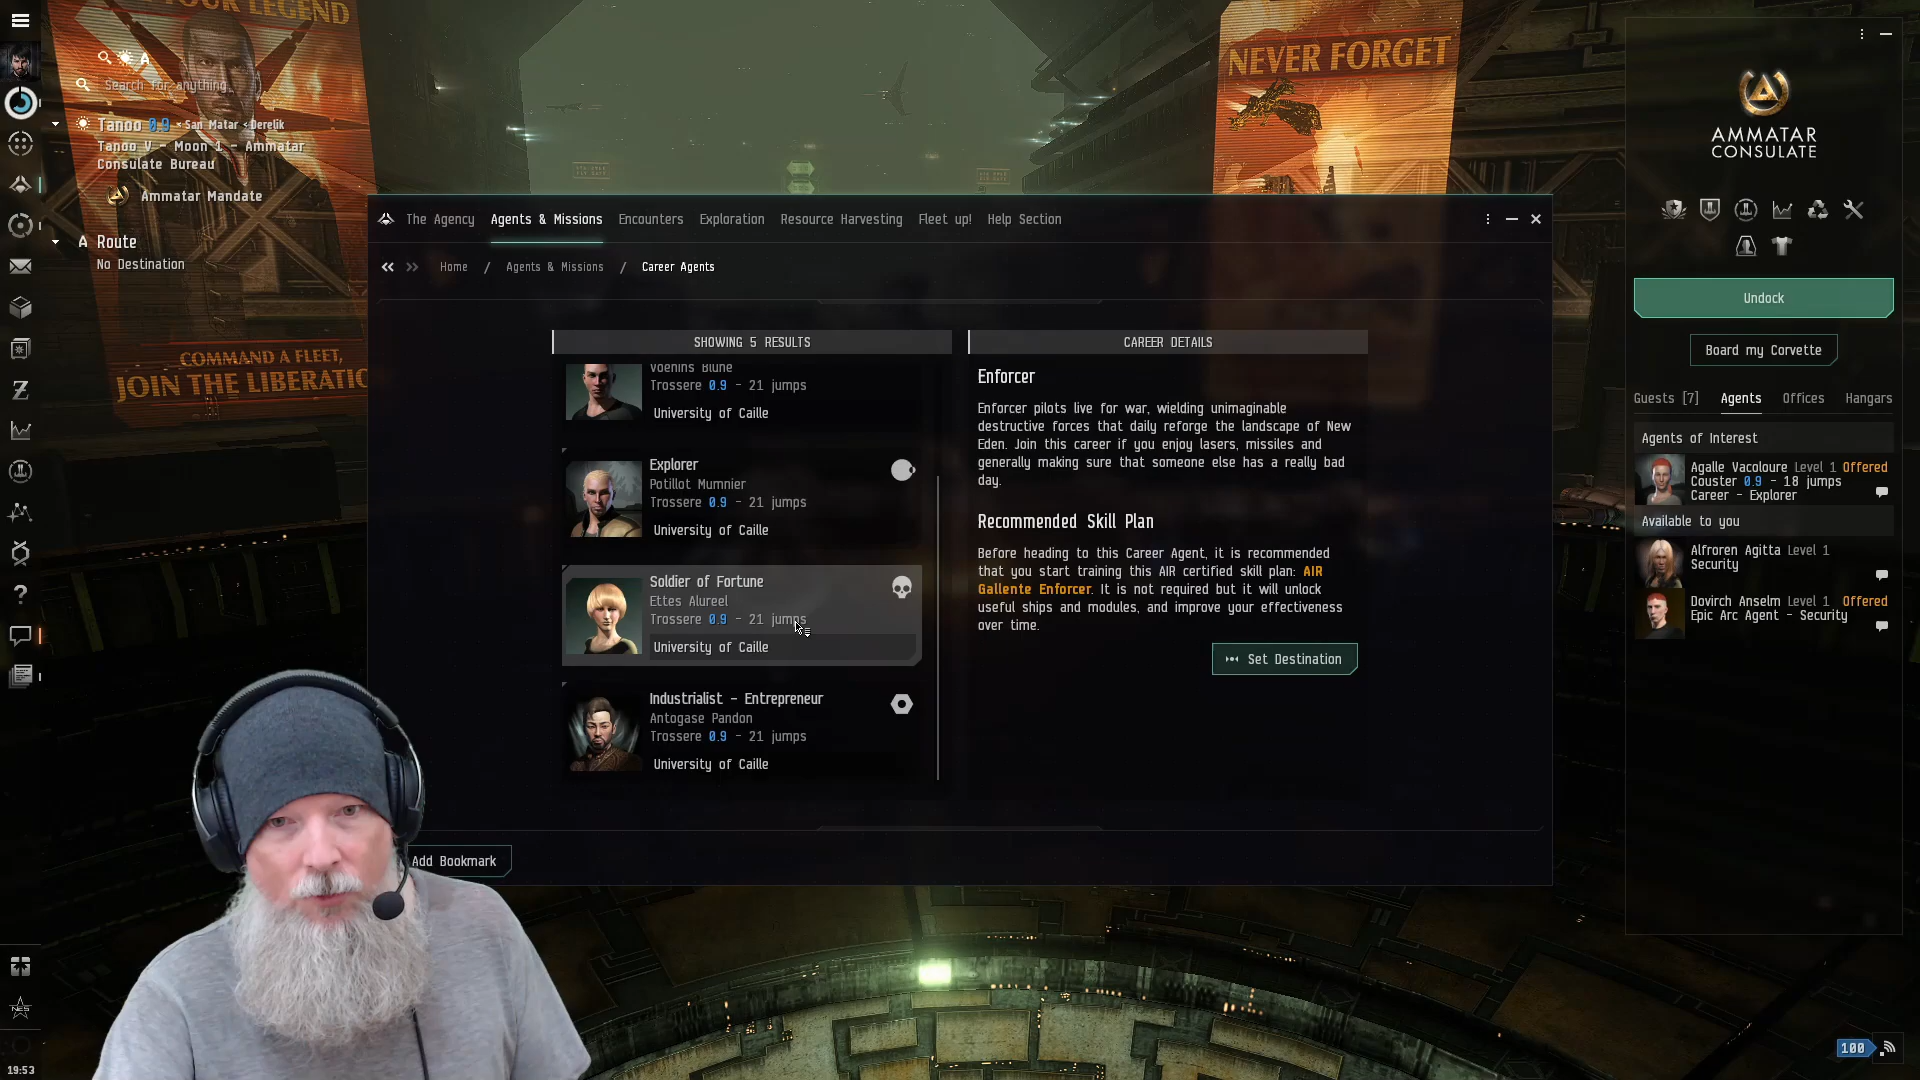 YOUR LEGEND
COMMAND A FLEET,
JOIN THE LIBERATIO
NEVER FORGET
A
Search for anything
Tanoo 0.9 < San Matar < Derelik
Tanoo V - Moon 1 - Ammatar
Consulate Bureau
Ammatar Mandate
Route
No Destination
The Agency
Agents & Missions
Encounters
Exploration
Resource Harvesting
Fleet up!
Help Section
Home / Agents & Missions / Career Agents
SHOWING 5 RESULTS
Trossere 0.9 - 21 jumps
University of Caille
Explorer
Potillot Mumnier
Trossere 0.9 - 21 jumps
University of Caille
Soldier of Fortune
Ettes Alureel
Trossere 0.9 - 21 jumps
University of Caille
Industrialist - Entrepreneur
Antogase Pandon
Trossere 0.9 - 21 jumps
University of Caille
CAREER DETAILS
Enforcer
Enforcer pilots live for war, wielding unimaginable
destructive forces that daily reforge the landscape of New
Eden. Join this career if you enjoy lasers, missiles and
generally making sure that someone else has a really bad
day.
Recommended Skill Plan
Before heading to this Career Agent, it is recommended
that you start training this AIR certified skill plan: AIR
Gallente Enforcer. It is not required but it will unlock
useful ships and modules, and improve your effectiveness
over time.
Set Destination
Add Bookmark
AMMATAR
CONSULATE
Undock
Board my Corvette
Guests [7]
Agents
Offices
Hangars
Agents of Interest
Agalle Vacoloure Level 1 Offered
Couster 0.9 - 18 jumps
Career - Explorer
Available to you
Alfroren Agitta Level 1
Security
Dovirch Anselm Level 1 Offered
Epic Arc Agent - Security
NES
19:53
100